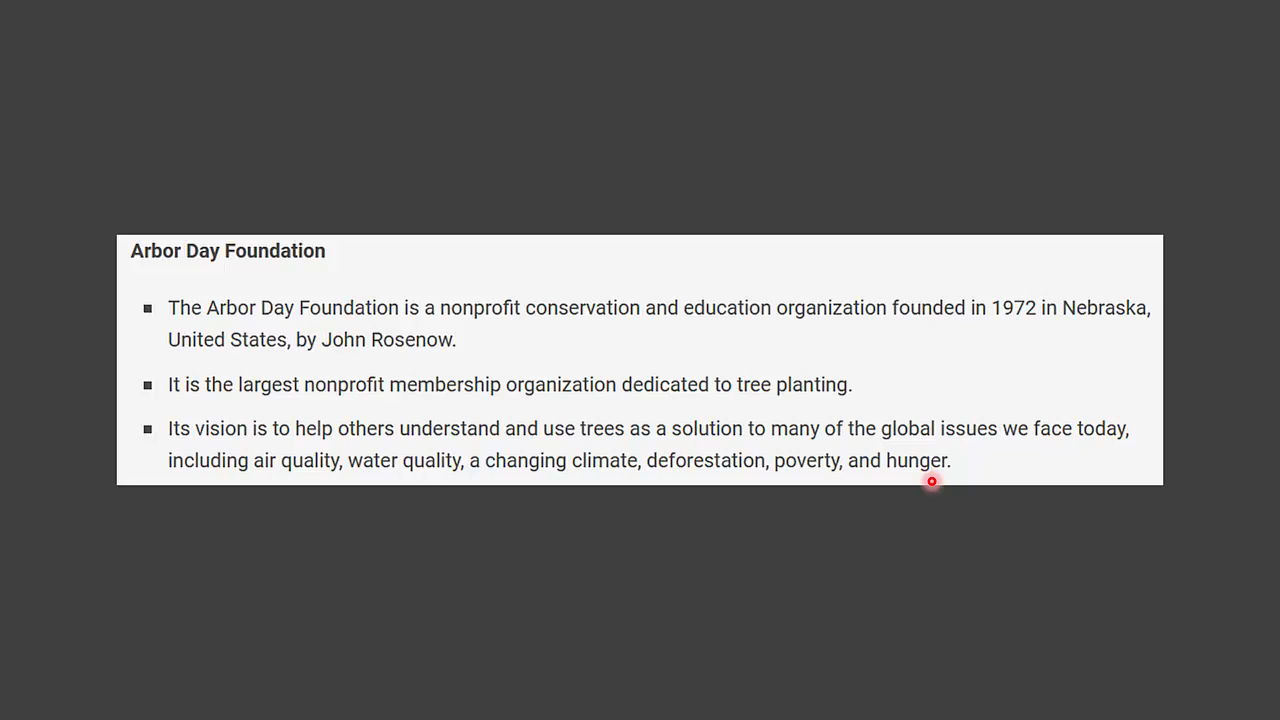 Arbor Day Foundation
The Arbor Day Foundation is a nonprofit conservation and education organization founded in 1972 in Nebraska,
United States, by John Rosenow.
It is the largest nonprofit membership organization dedicated to tree planting.
Its vision is to help others understand and use trees as a solution to many of the global issues we face today,
including air quality, water quality, a changing climate, deforestation, poverty, and hunger.